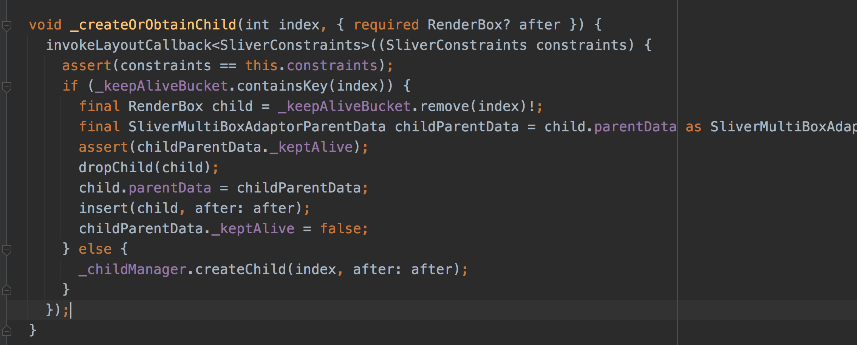 void _createOrObtainChild(int index, { required RenderBox? after }) {
invokeLayoutCallback<SliverConstraints>((SliverConstraints constraints) {
assert(constraints == this.constraints);
if (_keepAliveBucket.containsKey(index)) {
final RenderBox child = _keepAliveBucket.remove(index)!;
final SliverMultiBoxAdaptorParentData childParentData = child.parentData as SliverMultiBoxAdap
assert(childParentData._keptAlive);
dropChild(child);
child.parentData = childParentData;
insert(child, after: after);
childParentData._keptAlive = false;
} else {
_childManager.createChild(index, after: after);
}
});
}